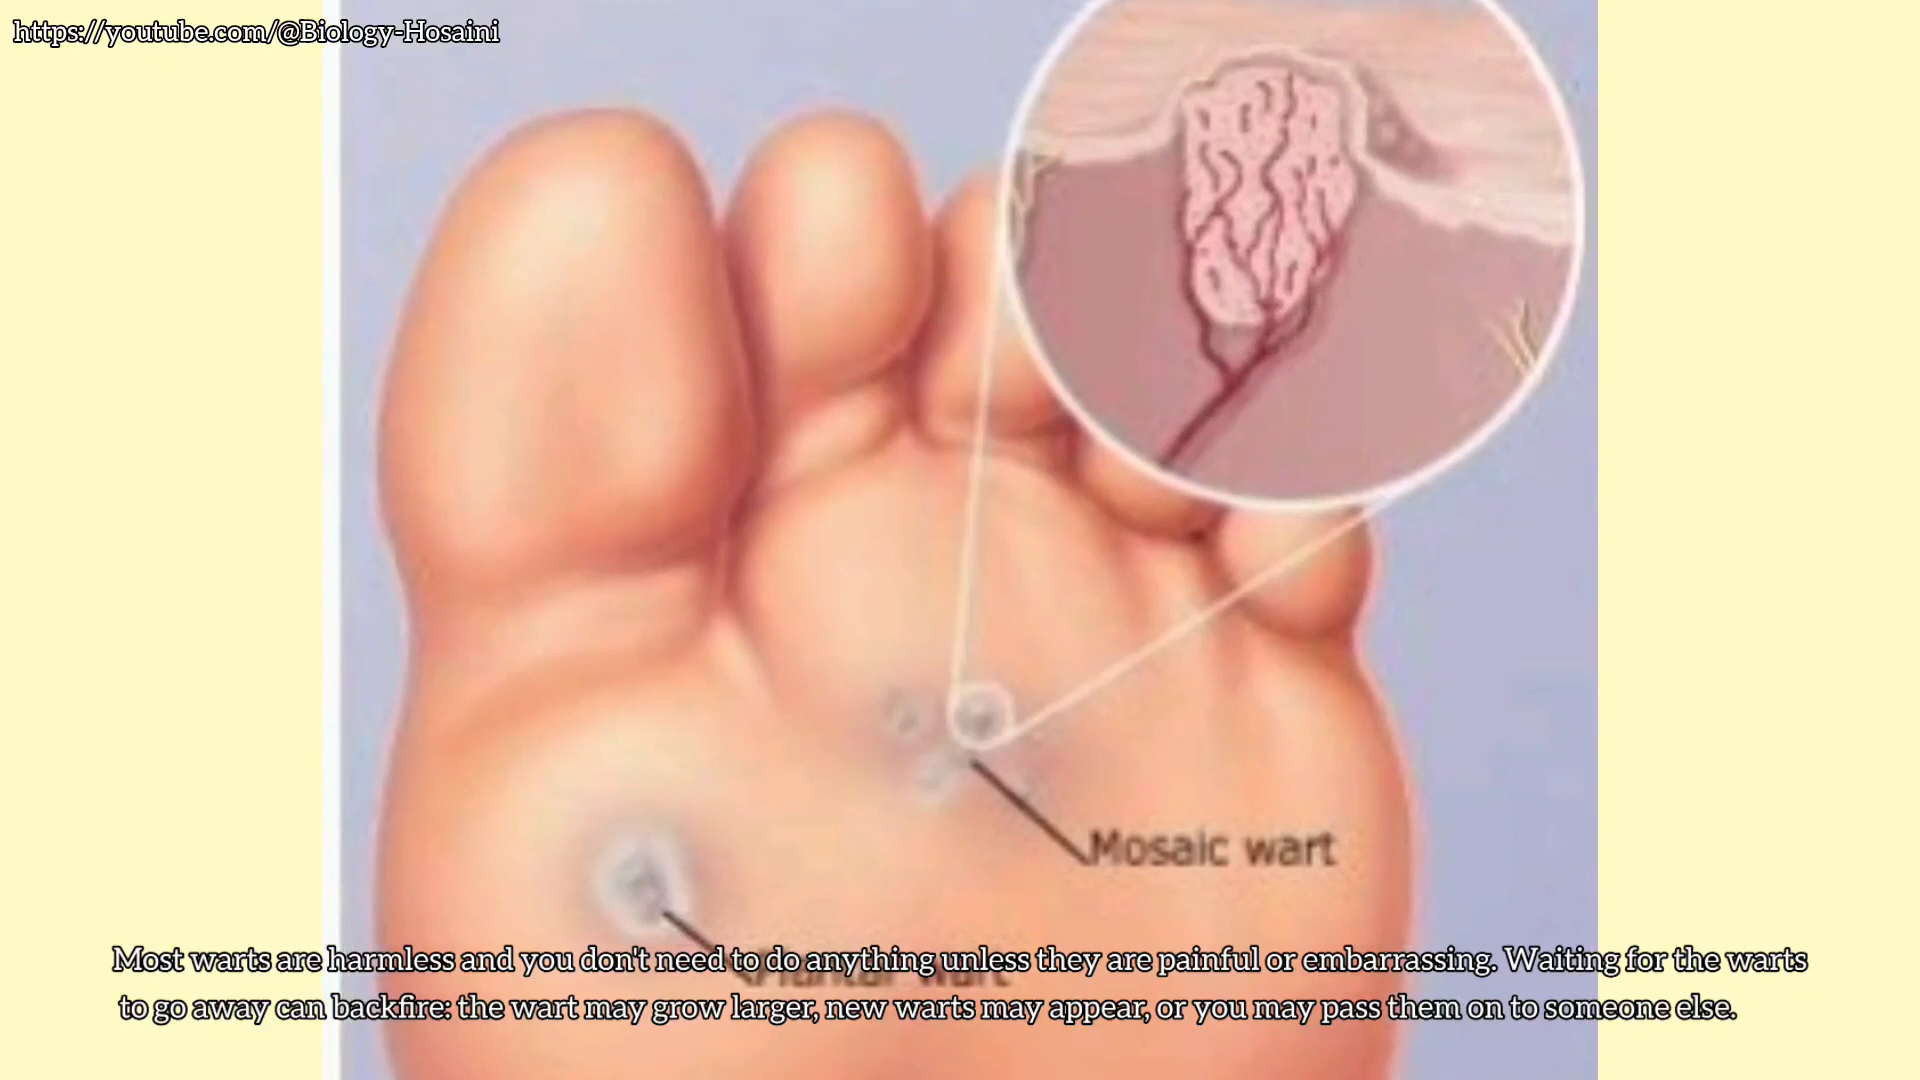 https://youtube.com/@Biology-Hosaini
Mosaic wart
Plantar wart
Most warts are harmless and you don't need to do anything unless they are painful or embarrassing. Waiting for the warts
to go away can backfire: the wart may grow larger, new warts may appear, or you may pass them on to someone else.